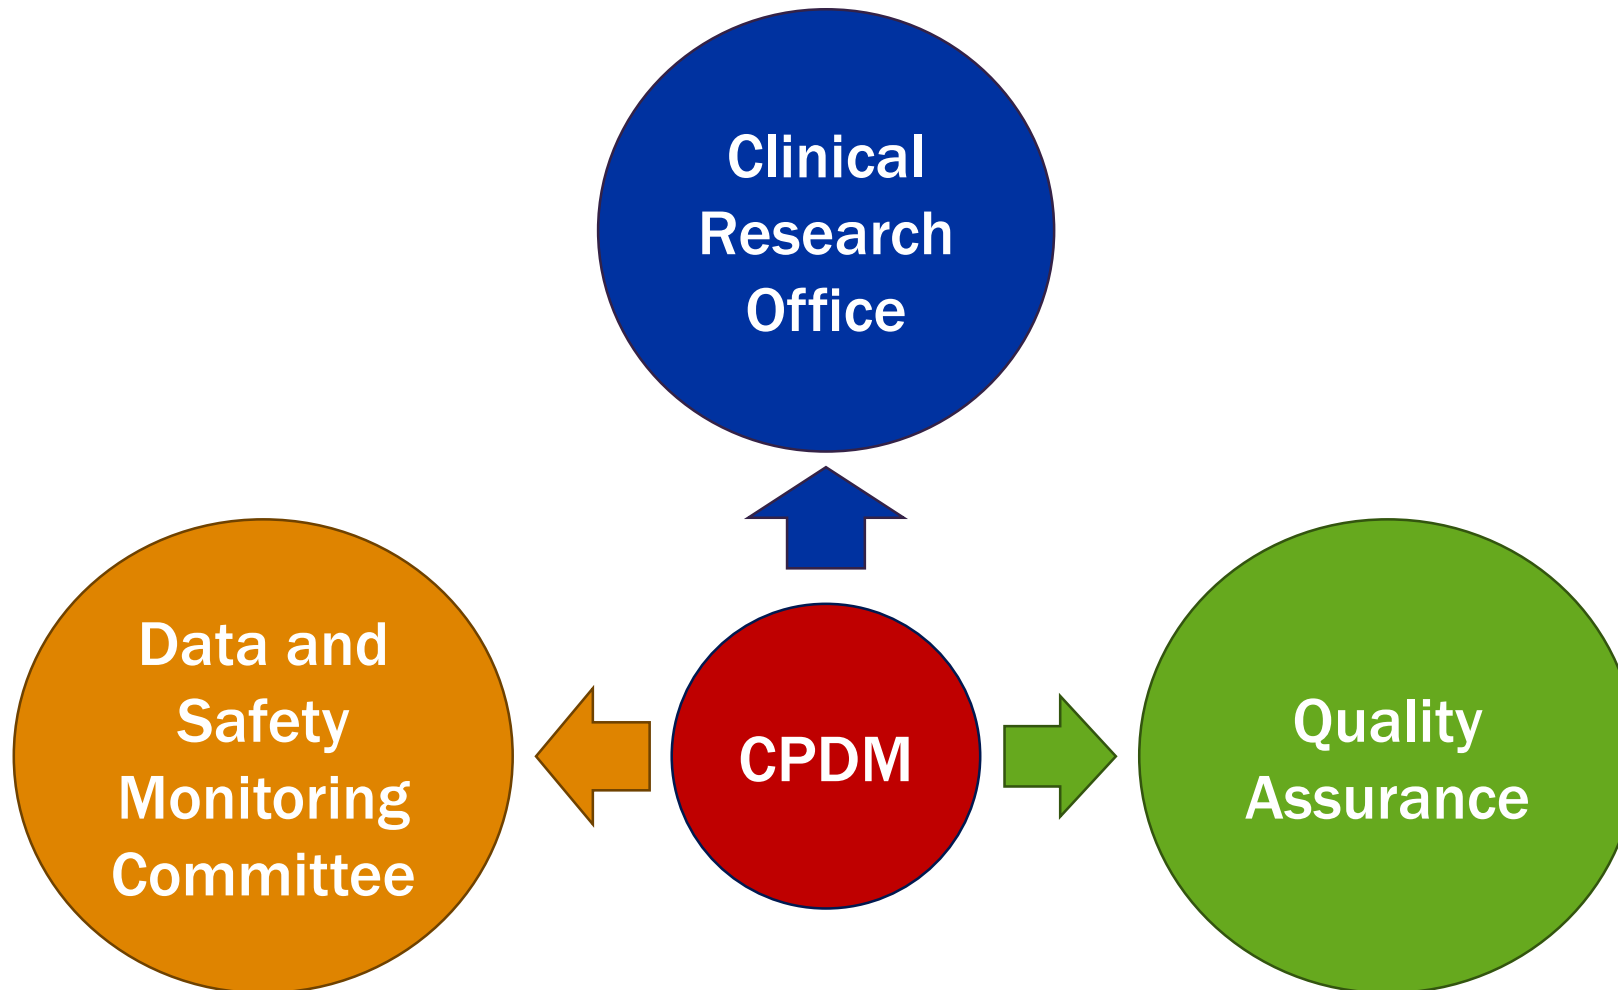 Clinical
Research
Office
Data and
Safety
Monitoring
Committee
CPDM
Quality
Assurance